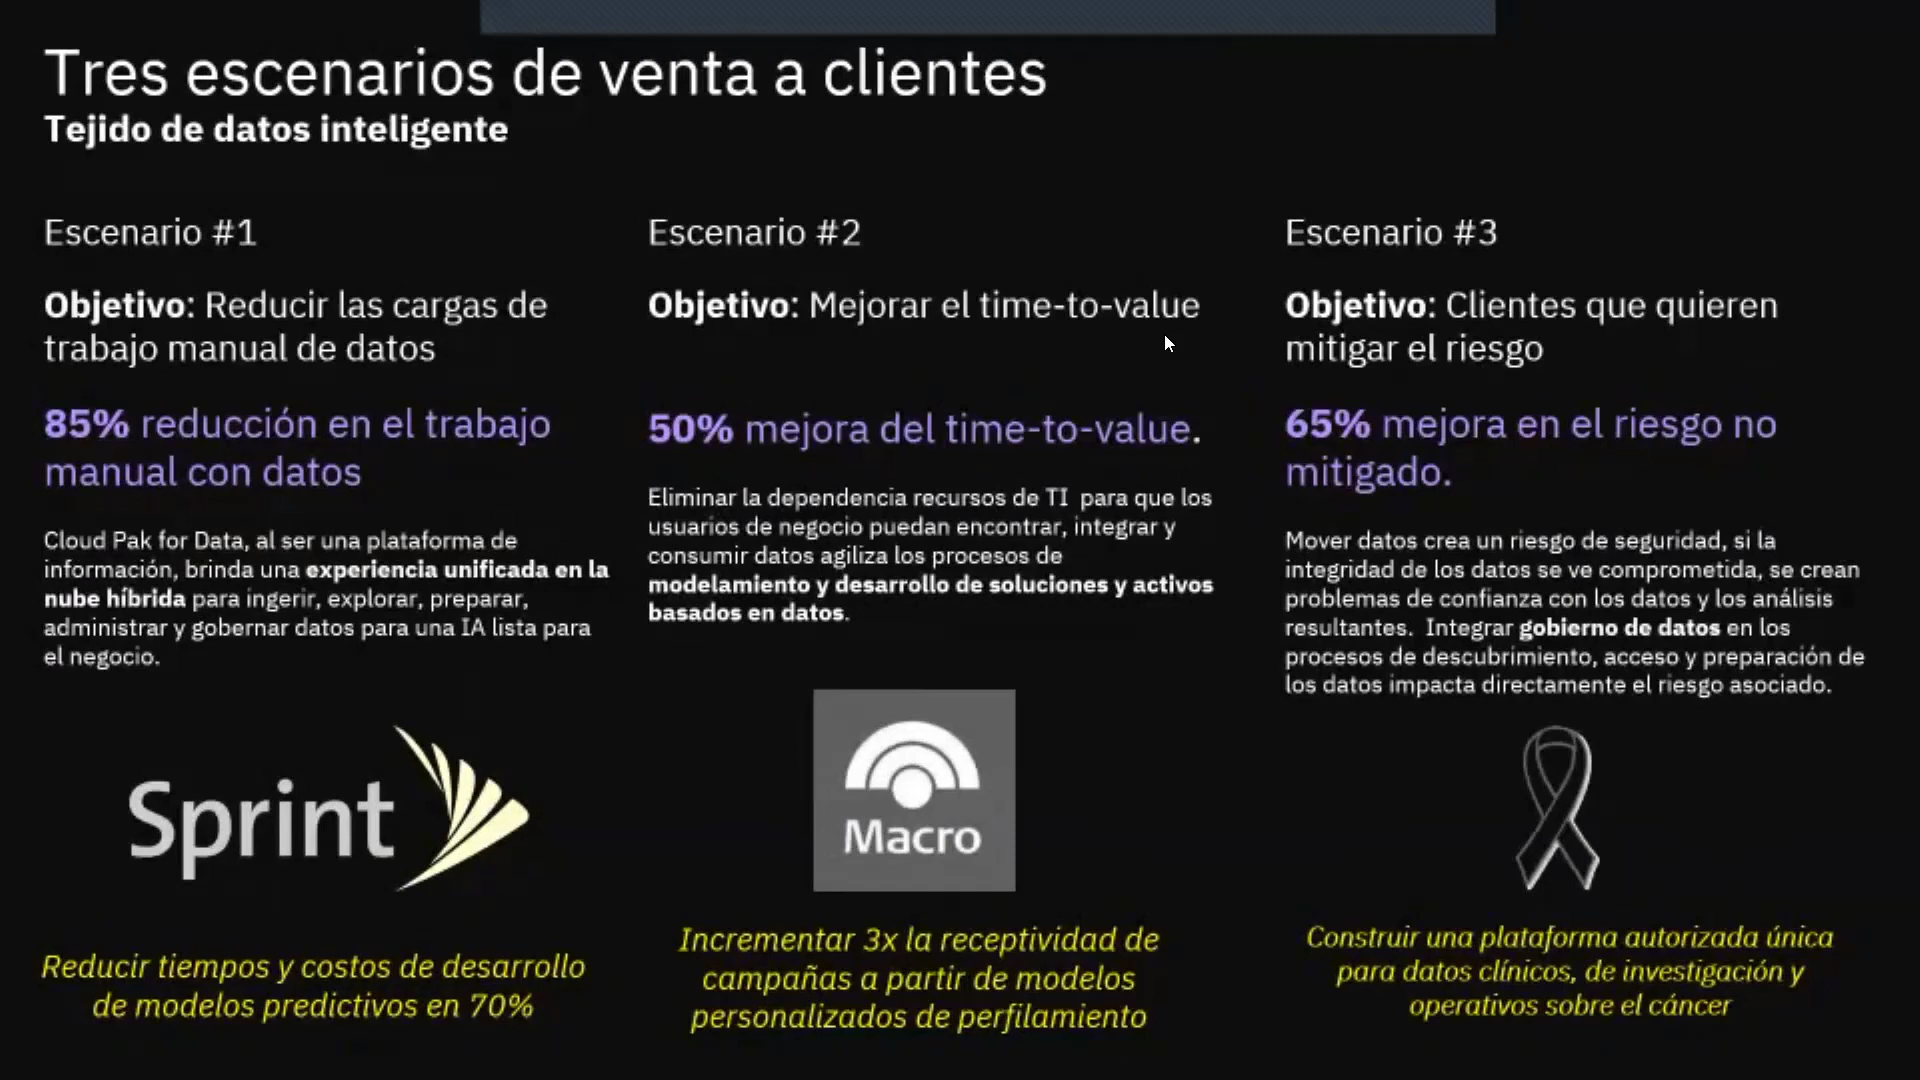 Tres escenarios de venta a clientes
Tejido de datos inteligente
Escenario #1
Objetivo: Reducir las cargas de
trabajo manual de datos
85% reducción en el trabajo
manual con datos
Cloud Pak for Data, al ser una plataforma de
información, brinda una experiencia unificada en la
nube híbrida para ingerir, explorar, preparar,
administrar y gobernar datos para una IA lista para
el negocio.
Sprint
Reducir tiempos y costos de desarrollo
de modelos predictivos en 70%
Escenario #2
Objetivo: Mejorar el time-to-value
50% mejora del time-to-value.
Eliminar la dependencia recursos de TI  para que los
usuarios de negocio puedan encontrar, integrar y
consumir datos agiliza los procesos de
modelamiento y desarrollo de soluciones y activos
basados en datos.
Macro
Incrementar 3x la receptividad de
campañas a partir de modelos
personalizados de perfilamiento
Escenario #3
Objetivo: Clientes que quieren
mitigar el riesgo
65% mejora en el riesgo no
mitigado.
Mover datos crea un riesgo de seguridad, si la
integridad de los datos se ve comprometida, se crean
problemas de confianza con los datos y los análisis
resultantes.  Integrar gobierno de datos en los
procesos de descubrimiento, acceso y preparación de
los datos impacta directamente el riesgo asociado.
Construir una plataforma autorizada única
para datos clínicos, de investigación y
operativos sobre el cáncer